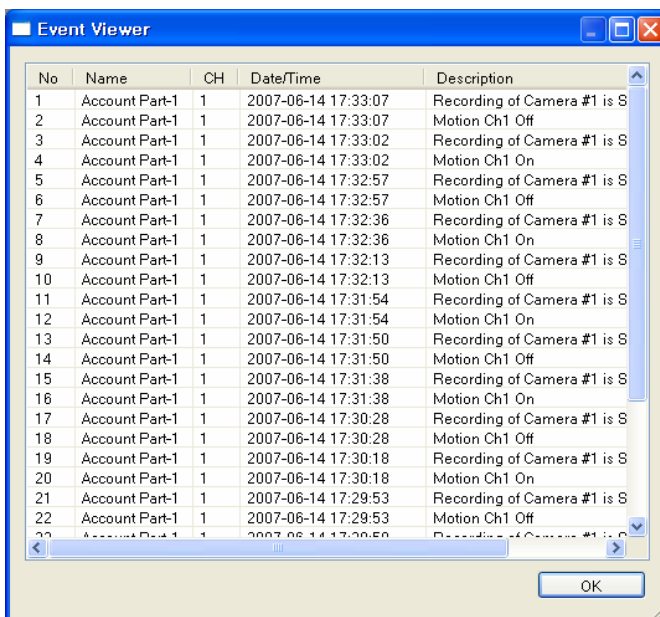 Event Viewer
No Name CH Date/Time Description
1 Account Part-1 1 2007-06-14 17:33:07 Recording of Camera #1 is S
2 Account Part-1 1 2007-06-14 17:33:07 Motion Ch1 Off
3 Account Part-1 1 2007-06-14 17:33:02 Recording of Camera #1 is S
4 Account Part-1 1 2007-06-14 17:33:02 Motion Ch1 On
5 Account Part-1 1 2007-06-14 17:32:57 Recording of Camera #1 is S
6 Account Part-1 1 2007-06-14 17:32:57 Motion Ch1 Off
7 Account Part-1 1 2007-06-14 17:32:36 Recording of Camera #1 is S
8 Account Part-1 1 2007-06-14 17:32:36 Motion Ch1 On
9 Account Part-1 1 2007-06-14 17:32:13 Recording of Camera #1 is S
10 Account Part-1 1 2007-06-14 17:32:13 Motion Ch1 Off
11 Account Part-1 1 2007-06-14 17:31:54 Recording of Camera #1 is S
12 Account Part-1 1 2007-06-14 17:31:54 Motion Ch1 On
13 Account Part-1 1 2007-06-14 17:31:50 Recording of Camera #1 is S
14 Account Part-1 1 2007-06-14 17:31:50 Motion Ch1 Off
15 Account Part-1 1 2007-06-14 17:31:38 Recording of Camera #1 is S
16 Account Part-1 1 2007-06-14 17:31:38 Motion Ch1 On
17 Account Part-1 1 2007-06-14 17:30:28 Recording of Camera #1 is S
18 Account Part-1 1 2007-06-14 17:30:28 Motion Ch1 Off
19 Account Part-1 1 2007-06-14 17:30:18 Recording of Camera #1 is S
20 Account Part-1 1 2007-06-14 17:30:18 Motion Ch1 On
21 Account Part-1 1 2007-06-14 17:29:53 Recording of Camera #1 is S
22 Account Part-1 1 2007-06-14 17:29:53 Motion Ch1 Off
OK